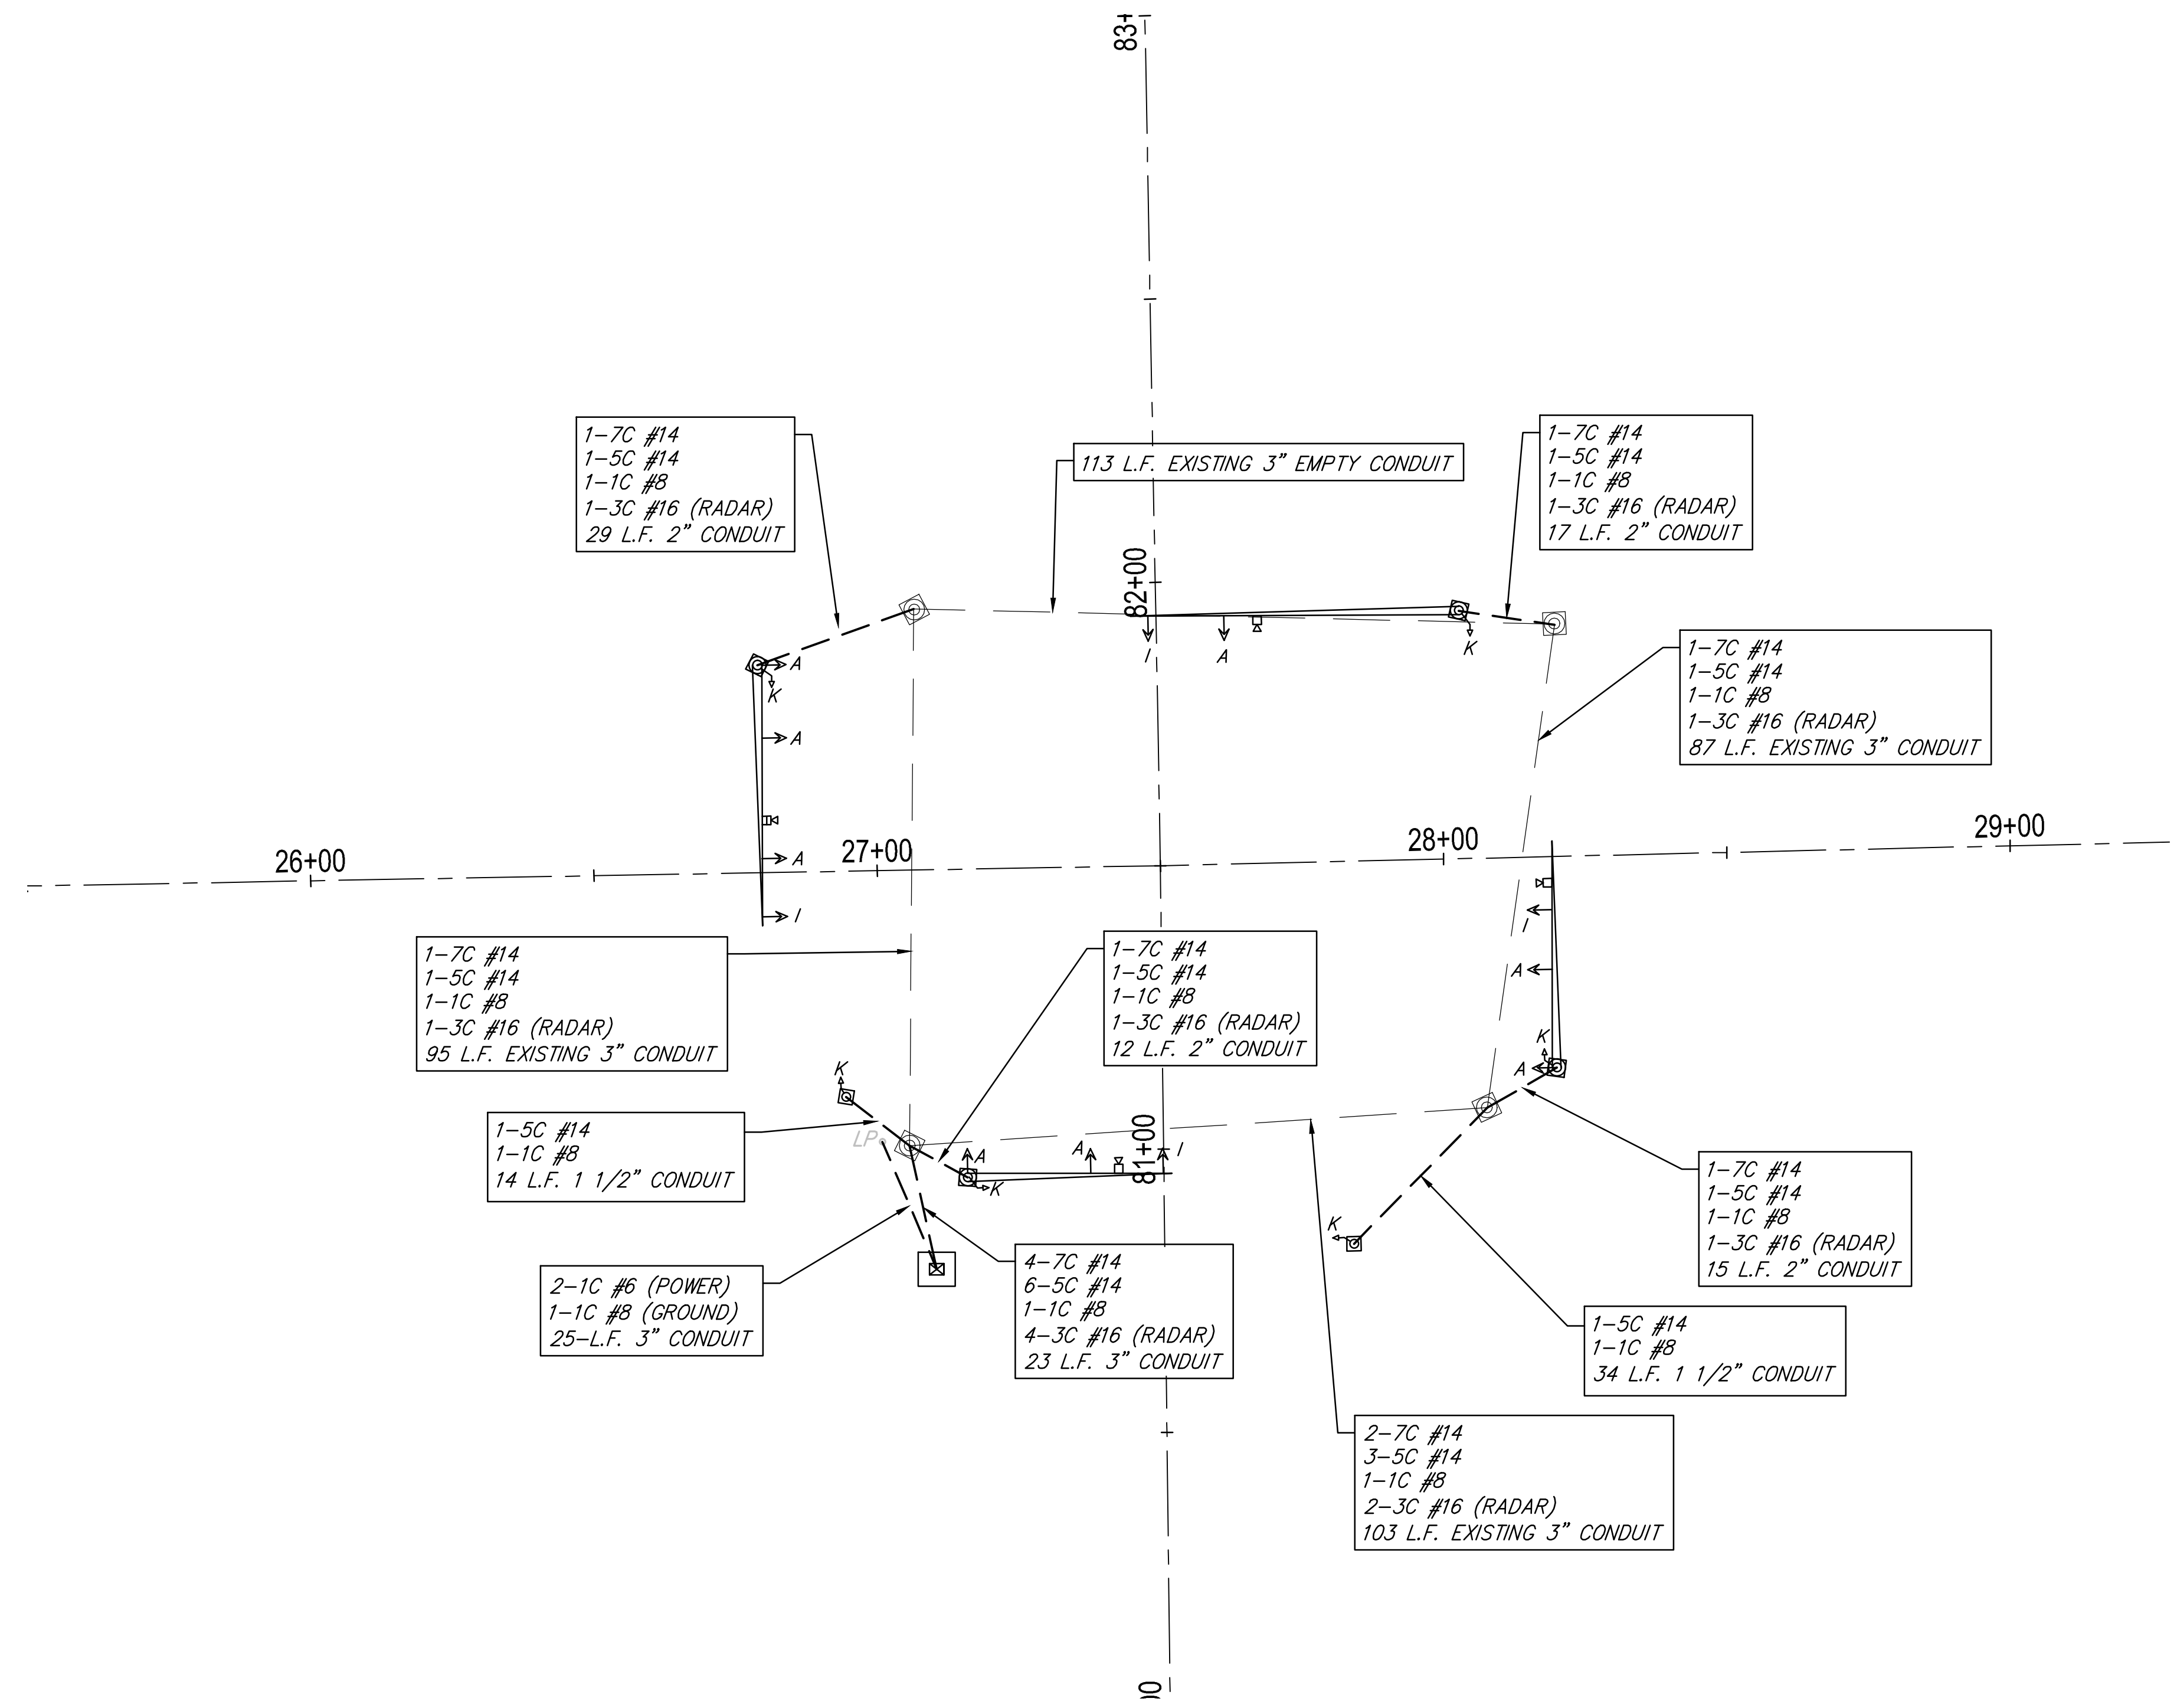 83+
1-7C #14
1-5C #14
1-1C #8
1-3C #16 (RADAR)
29 L.F. 2" CONDUIT
113 L.F. EXISTING 3" EMPTY CONDUIT
1-7C #14
1-5C #14
1-1C #8
1-3C #16 (RADAR)
17 L.F. 2" CONDUIT
82+00
I
A
K
A
K
A
A
I
1-7C #14
1-5C #14
1-1C #8
1-3C #16 (RADAR)
87 L.F. EXISTING 3" CONDUIT
26+00
27+00
28+00
29+00
I
A
K
A
1-7C #14
1-5C #14
1-1C #8
1-3C #16 (RADAR)
95 L.F. EXISTING 3" CONDUIT
1-7C #14
1-5C #14
1-1C #8
1-3C #16 (RADAR)
12 L.F. 2" CONDUIT
K
LP
A
K
A
81+00
I
1-5C #14
1-1C #8
14 L.F. 1 1/2" CONDUIT
1-7C #14
1-5C #14
1-1C #8
1-3C #16 (RADAR)
15 L.F. 2" CONDUIT
K
2-1C #6 (POWER)
1-1C #8 (GROUND)
25-L.F. 3" CONDUIT
4-7C #14
6-5C #14
1-1C #8
4-3C #16 (RADAR)
23 L.F. 3" CONDUIT
1-5C #14
1-1C #8
34 L.F. 1 1/2" CONDUIT
2-7C #14
3-5C #14
1-1C #8
2-3C #16 (RADAR)
103 L.F. EXISTING 3" CONDUIT
00